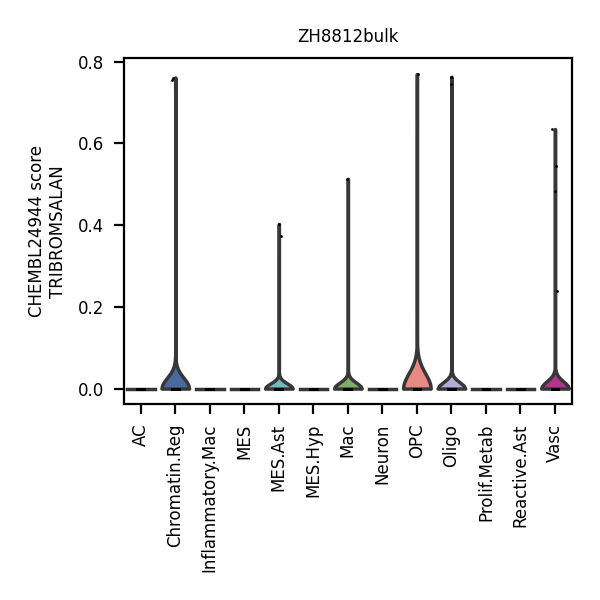 ZH8812bulk
CHEMBL24944 score
TRIBROMSALAN
0.8
0.6
0.4
0.2
0.0
AC
Chromatin.Reg
Inflammatory.Mac
MES
MES.Ast
MES.Hyp
Mac
Neuron
OPC
Oligo
Prolif.Metab
Reactive.Ast
Vasc